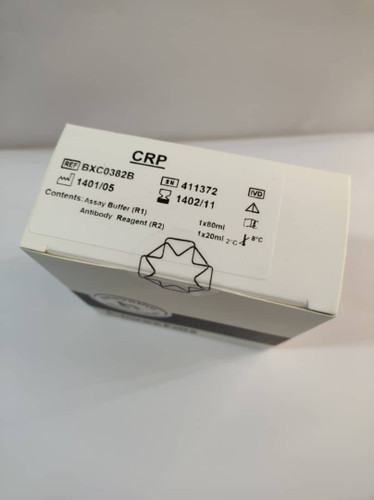 CRP
REF BXC0382B SN 411372 IVD
1401/05 1402/11
Contents: Assay Buffer (R1) 1x80ml
Antibody Reagent (R2) 1x20ml 2°C 8°C